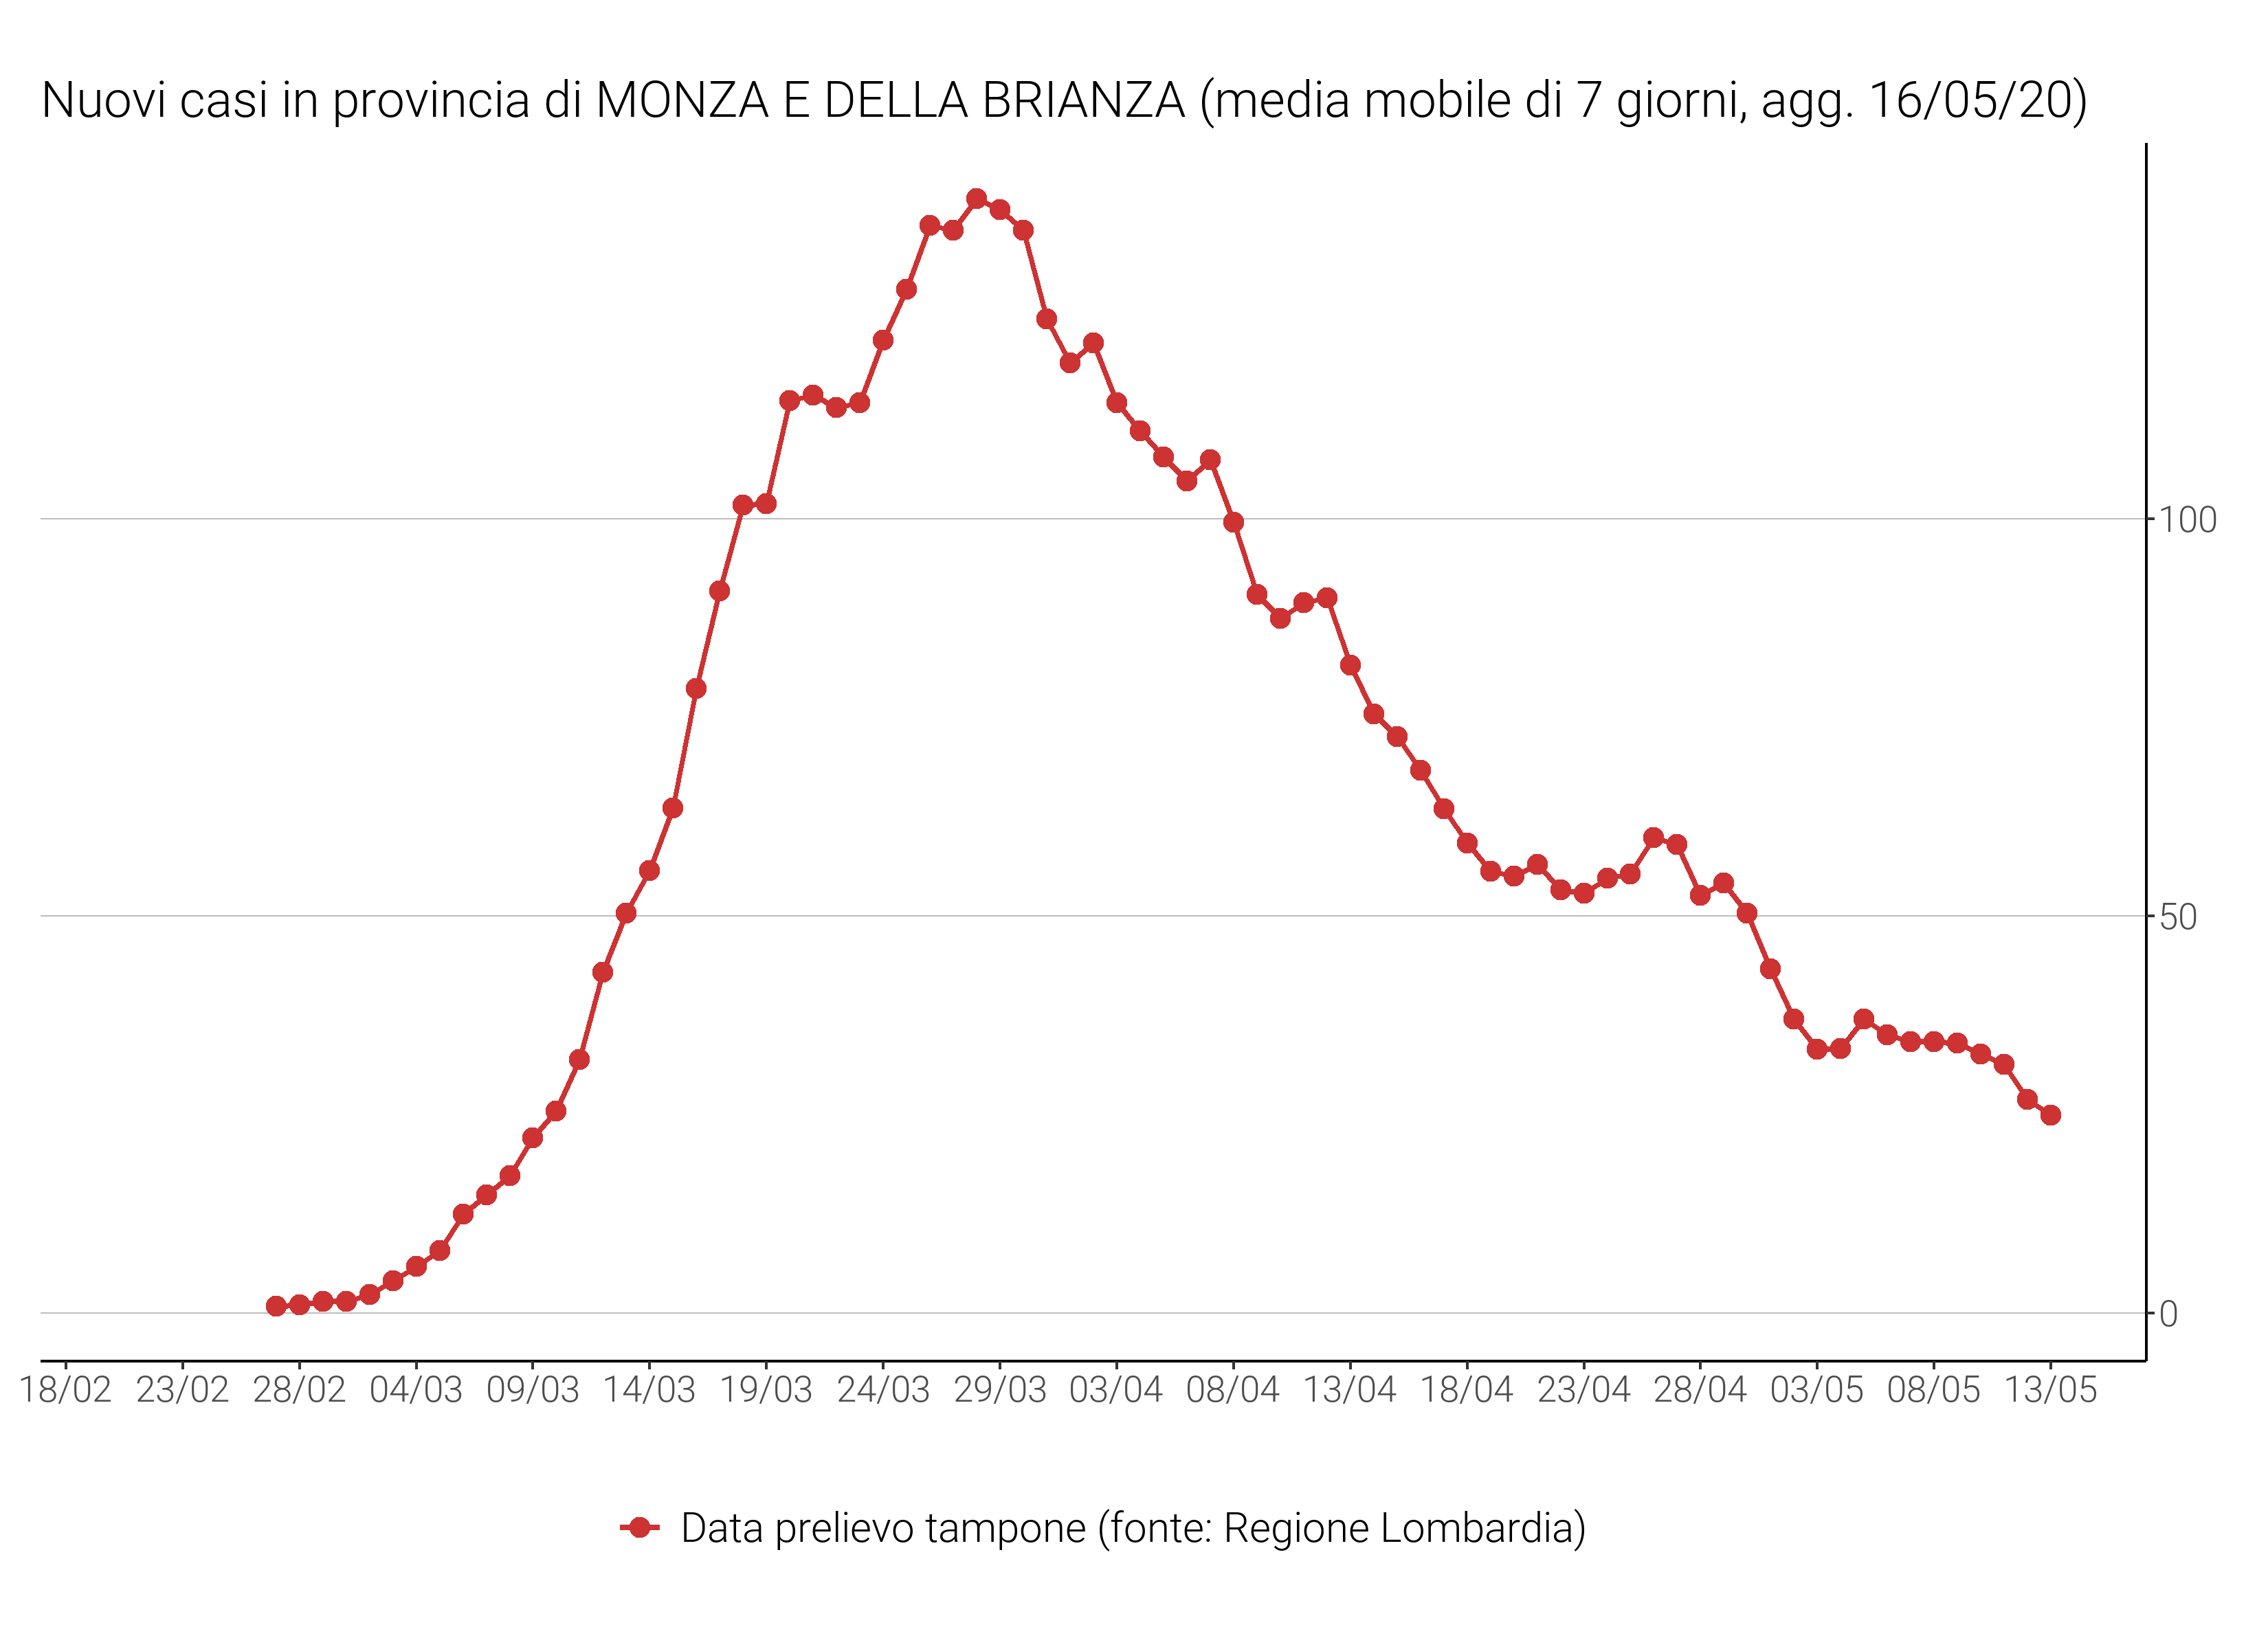 Nuovi casi in provincia di MONZA E DELLA BRIANZA (media mobile di 7 giorni, agg. 16/05/20)
100
50
0
18/02 23/02 28/02 04/03 09/03 14/03 19/03 24/03 29/03 03/04 08/04 13/04 18/04 23/04 28/04 03/05 08/05 13/05
Data prelievo tampone (fonte: Regione Lombardia)